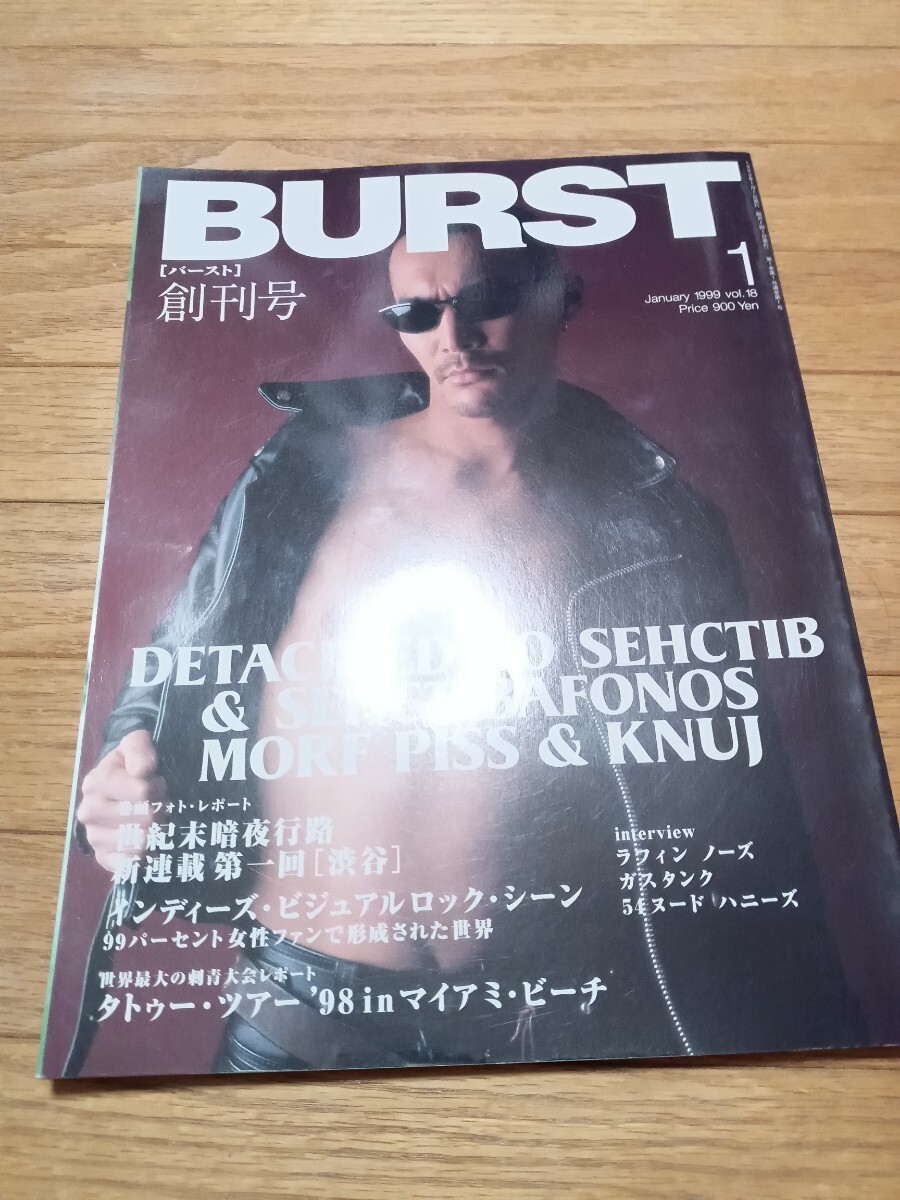 BURST
[バースト]
創刊号
1
January 1999 vol.18
Price 900 Yen
SEHCTIB
&
MORF PISS & KNUJ
フォト・レポート
世紀末暗夜行路
新連載 第一回[渋谷]
インディーズ・ビジュアルロック・シーン
99パーセント女性ファンで形成された世界
世界最大の刺青大会レポート
タトゥー・ツアー'98 in マイアミ・ビーチ
interview
ラフィン ノーズ
ガスタンク
54ヌード ハニーズ